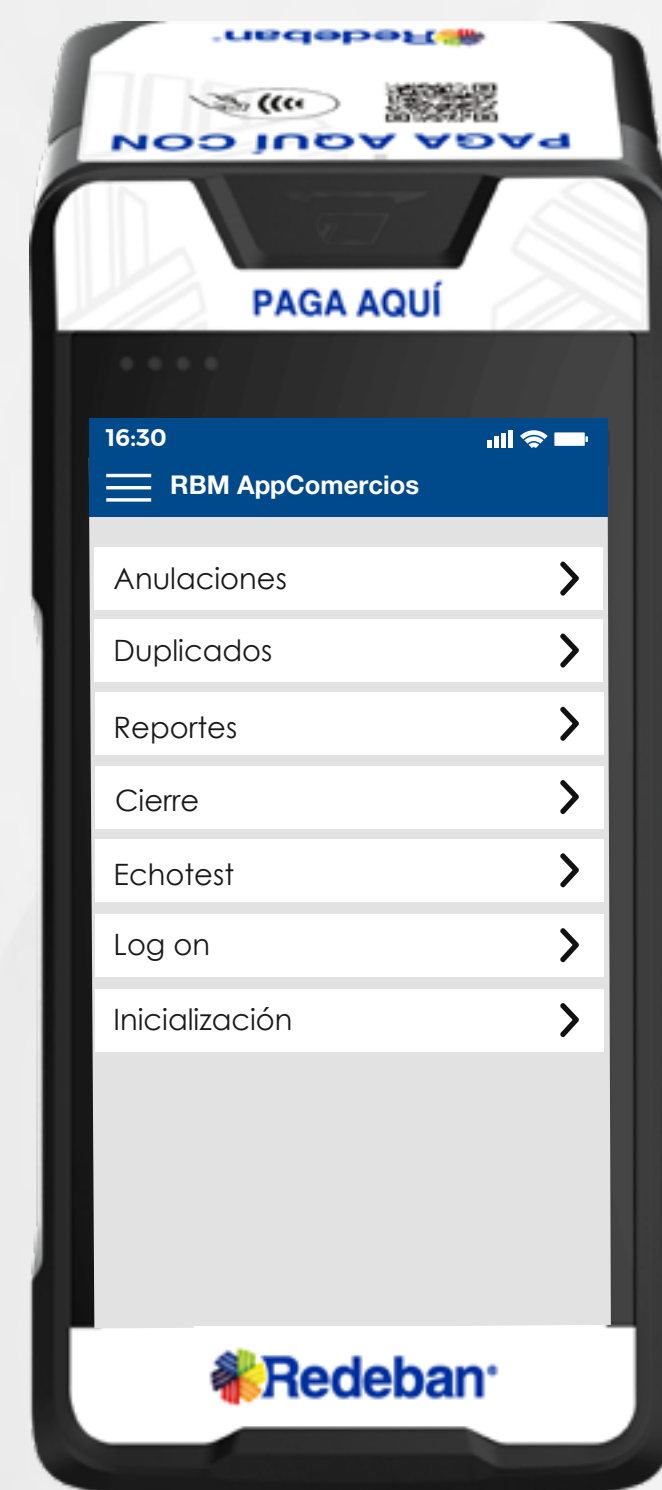 Redeban
PAGA AQUÍ CON
PAGA AQUÍ
16:30
RBM AppComercios
Anulaciones
Duplicados
Reportes
Cierre
Echotest
Log on
Inicialización
Redeban